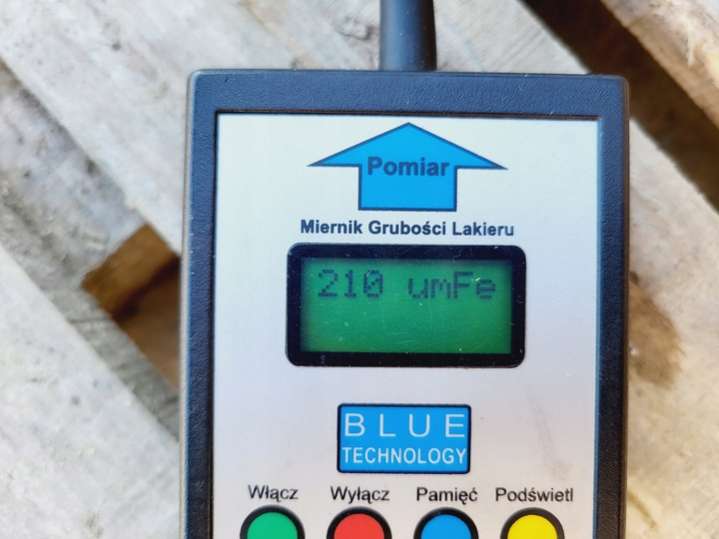 Pomiar
Miernik Grubości Lakieru
210 umFe
BLUE
TECHNOLOGY
Włącz Wyłącz Pamięć Podświetl